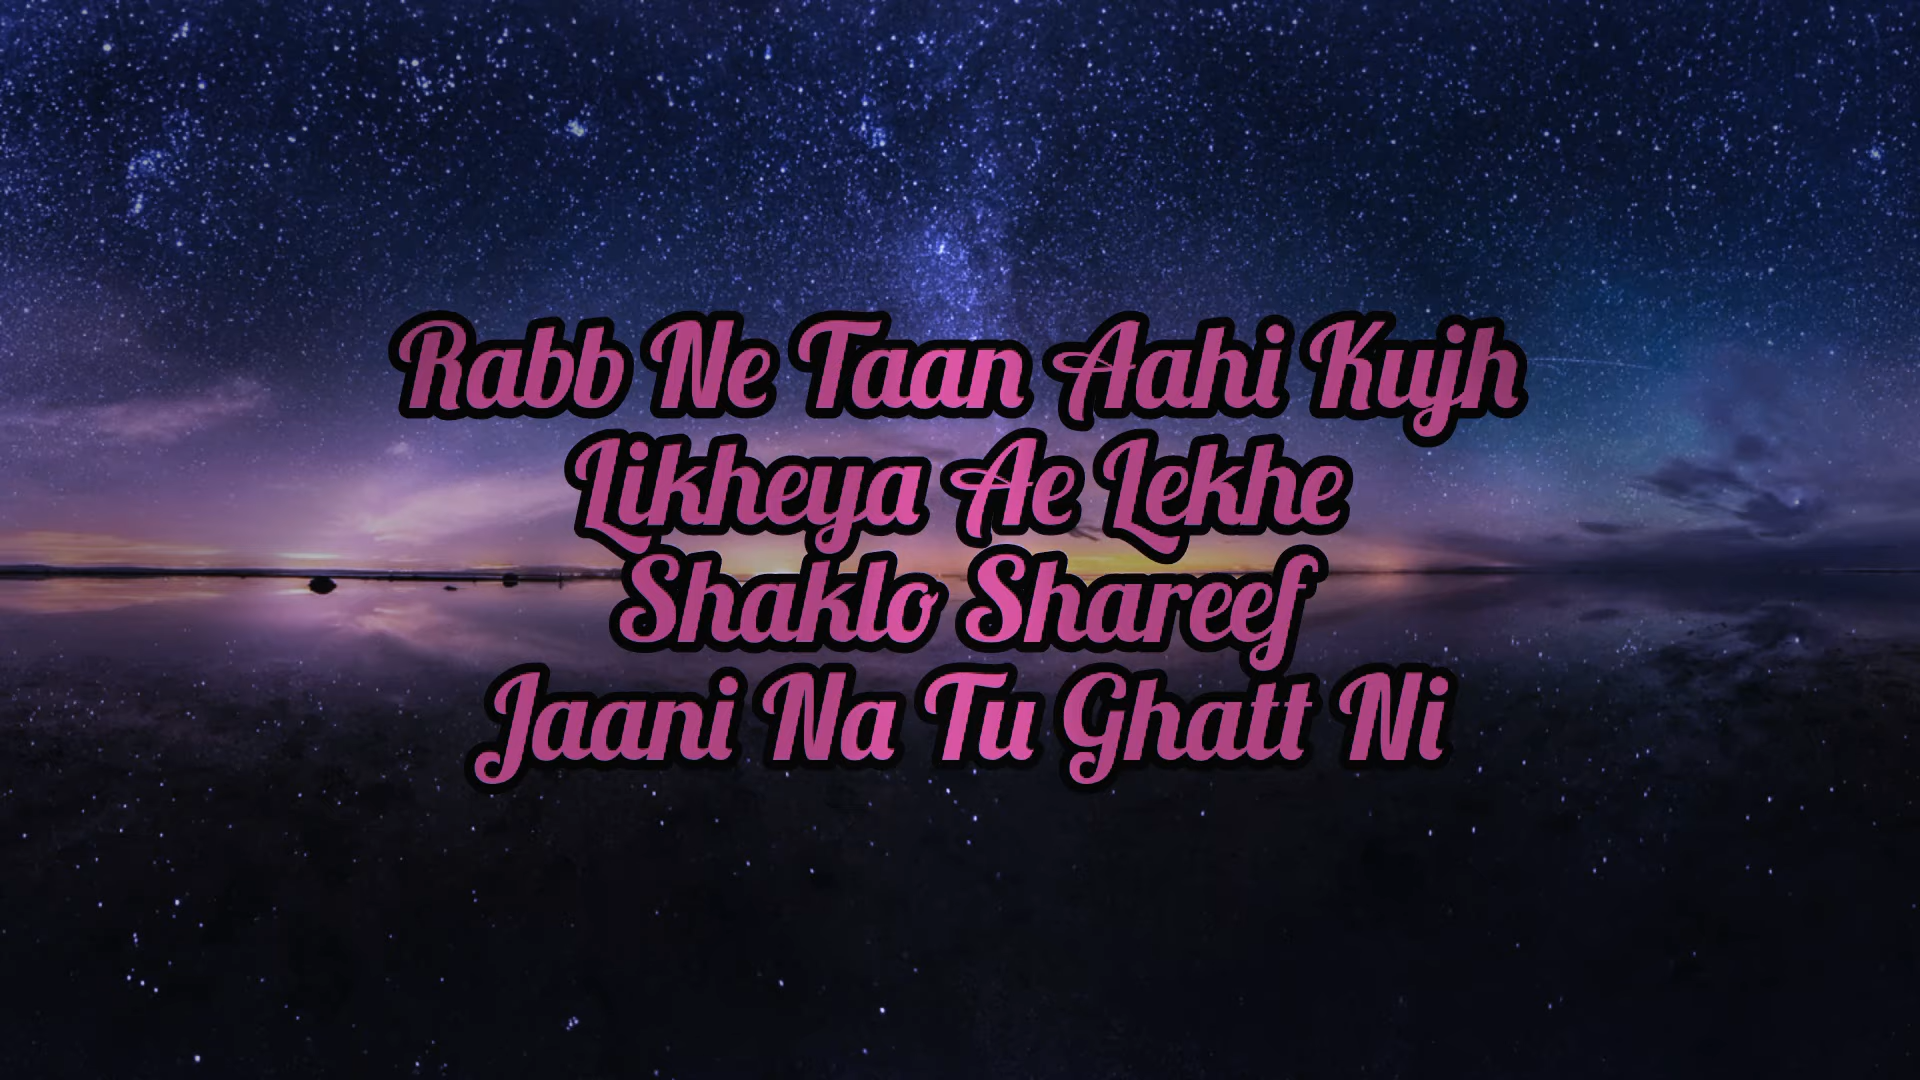 Rabb Ne Taan Aahi Kujh
Likheya Ae Lekhe
Shaklo Shareef
Jaani Na Tu Ghatt Ni